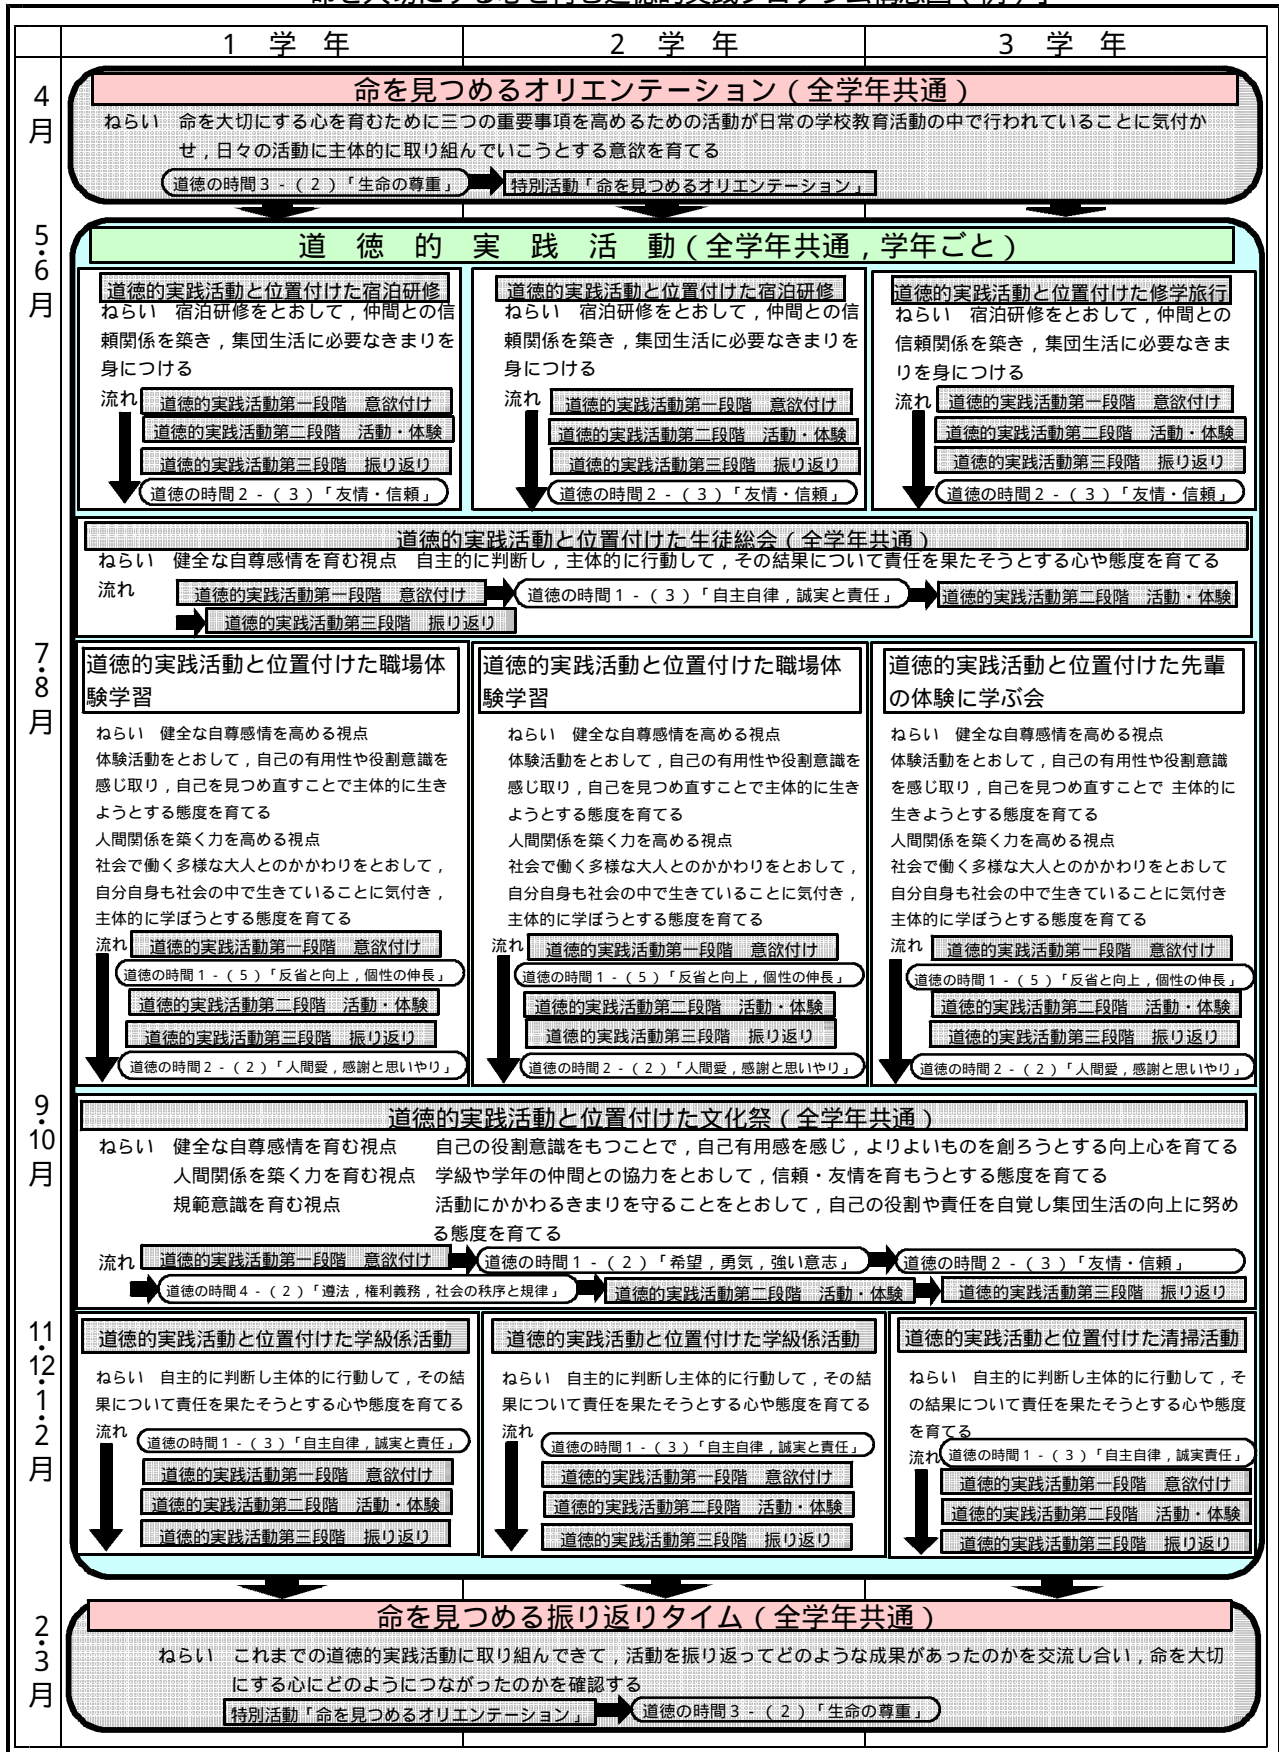 1 学 年
2 学 年
3 学 年
4月
命を見つめるオリエンテーション(全学年共通)
ねらい 命を大切にする心を育むために三つの重要事項を高めるための活動が日常の学校教育活動の中で行われていることに気付か
せ,日々の活動に主体的に取り組んでいこうとする意欲を育てる
道徳の時間3-(2)「生命の尊重」
特別活動「命を見つめるオリエンテーション」
5・6月
道 徳 的 実 践 活 動(全学年共通,学年ごと)
道徳的実践活動と位置付けた宿泊研修
ねらい 宿泊研修をとおして,仲間との信
頼関係を築き,集団生活に必要なきまりを
身につける
流れ
道徳的実践活動第一段階 意欲付け
道徳的実践活動第二段階 活動・体験
道徳的実践活動第三段階 振り返り
道徳の時間2-(3)「友情・信頼」
道徳的実践活動と位置付けた宿泊研修
ねらい 宿泊研修をとおして,仲間との信
頼関係を築き,集団生活に必要なきまりを
身につける
流れ
道徳的実践活動第一段階 意欲付け
道徳的実践活動第二段階 活動・体験
道徳的実践活動第三段階 振り返り
道徳の時間2-(3)「友情・信頼」
道徳的実践活動と位置付けた修学旅行
ねらい 宿泊研修をとおして,仲間との
信頼関係を築き,集団生活に必要なきま
りを身につける
流れ
道徳的実践活動第一段階 意欲付け
道徳的実践活動第二段階 活動・体験
道徳的実践活動第三段階 振り返り
道徳の時間2-(3)「友情・信頼」
道徳的実践活動と位置付けた生徒総会(全学年共通)
ねらい 健全な自尊感情を育む視点 自主的に判断し,主体的に行動して,その結果について責任を果たそうとする心や態度を育てる
流れ
道徳的実践活動第一段階 意欲付け
道徳の時間1-(3)「自主自律,誠実と責任」
道徳的実践活動第二段階 活動・体験
道徳的実践活動第三段階 振り返り
7・8月
道徳的実践活動と位置付けた職場体
験学習
ねらい 健全な自尊感情を高める視点
体験活動をとおして,自己の有用性や役割意識を
感じ取り,自己を見つめ直すことで主体的に生き
ようとする態度を育てる
人間関係を築く力を高める視点
社会で働く多様な大人とのかかわりをとおして,
自分自身も社会の中で生きていることに気付き,
主体的に学ぼうとする態度を育てる
流れ
道徳的実践活動第一段階 意欲付け
道徳の時間1-(5)「反省と向上,個性の伸長」
道徳的実践活動第二段階 活動・体験
道徳的実践活動第三段階 振り返り
道徳の時間2-(2)「人間愛,感謝と思いやり」
道徳的実践活動と位置付けた職場体
験学習
ねらい 健全な自尊感情を高める視点
体験活動をとおして,自己の有用性や役割意識を
感じ取り,自己を見つめ直すことで主体的に生き
ようとする態度を育てる
人間関係を築く力を高める視点
社会で働く多様な大人とのかかわりをとおして,
自分自身も社会の中で生きていることに気付き,
主体的に学ぼうとする態度を育てる
流れ
道徳的実践活動第一段階 意欲付け
道徳の時間1-(5)「反省と向上,個性の伸長」
道徳的実践活動第二段階 活動・体験
道徳的実践活動第三段階 振り返り
道徳の時間2-(2)「人間愛,感謝と思いやり」
道徳的実践活動と位置付けた先輩
の体験に学ぶ会
ねらい 健全な自尊感情を高める視点
体験活動をとおして,自己の有用性や役割意識
を感じ取り,自己を見つめ直すことで 主体的に
生きようとする態度を育てる
人間関係を築く力を高める視点
社会で働く多様な大人とのかかわりをとおして
自分自身も社会の中で生きていることに気付き
主体的に学ぼうとする態度を育てる
流れ
道徳的実践活動第一段階 意欲付け
道徳の時間1-(5)「反省と向上,個性の伸長」
道徳的実践活動第二段階 活動・体験
道徳的実践活動第三段階 振り返り
道徳の時間2-(2)「人間愛,感謝と思いやり」
9・10月
道徳的実践活動と位置付けた文化祭(全学年共通)
ねらい 健全な自尊感情を育む視点 自己の役割意識をもつことで,自己有用感を感じ,よりよいものを創ろうとする向上心を育てる
人間関係を築く力を育む視点 学級や学年の仲間との協力をとおして,信頼・友情を育もうとする態度を育てる
規範意識を育む視点 活動にかかわるきまりを守ることをとおして,自己の役割や責任を自覚し集団生活の向上に努め
る態度を育てる
流れ
道徳的実践活動第一段階 意欲付け
道徳の時間1-(2)「希望,勇気,強い意志」
道徳の時間2-(3)「友情・信頼」
道徳の時間4-(2)「遵法,権利義務,社会の秩序と規律」
道徳的実践活動第二段階 活動・体験
道徳的実践活動第三段階 振り返り
11・12・1・2月
道徳的実践活動と位置付けた学級係活動
ねらい 自主的に判断し主体的に行動して,その結
果について責任を果たそうとする心や態度を育てる
流れ
道徳の時間1-(3)「自主自律,誠実と責任」
道徳的実践活動第一段階 意欲付け
道徳的実践活動第二段階 活動・体験
道徳的実践活動第三段階 振り返り
道徳的実践活動と位置付けた学級係活動
ねらい 自主的に判断し主体的に行動して,その結
果について責任を果たそうとする心や態度を育てる
流れ
道徳の時間1-(3)「自主自律,誠実と責任」
道徳的実践活動第一段階 意欲付け
道徳的実践活動第二段階 活動・体験
道徳的実践活動第三段階 振り返り
道徳的実践活動と位置付けた清掃活動
ねらい 自主的に判断し主体的に行動して,そ
の結果について責任を果たそうとする心や態度
を育てる
流れ
道徳の時間1-(3)「自主自律,誠実責任」
道徳的実践活動第一段階 意欲付け
道徳的実践活動第二段階 活動・体験
道徳的実践活動第三段階 振り返り
2・3月
命を見つめる振り返りタイム(全学年共通)
ねらい これまでの道徳的実践活動に取り組んできて,活動を振り返ってどのような成果があったのかを交流し合い,命を大切
にする心にどのようにつながったのかを確認する
特別活動「命を見つめるオリエンテーション」
道徳の時間3-(2)「生命の尊重」